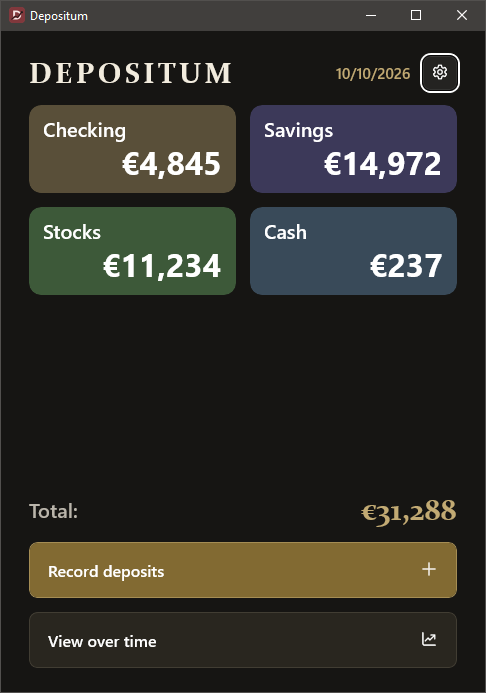 Depositum
DEPOSITUM
10/10/2026
Checking
€4,845
Savings
€14,972
Stocks
€11,234
Cash
€237
Total:
€31,288
Record deposits
View over time